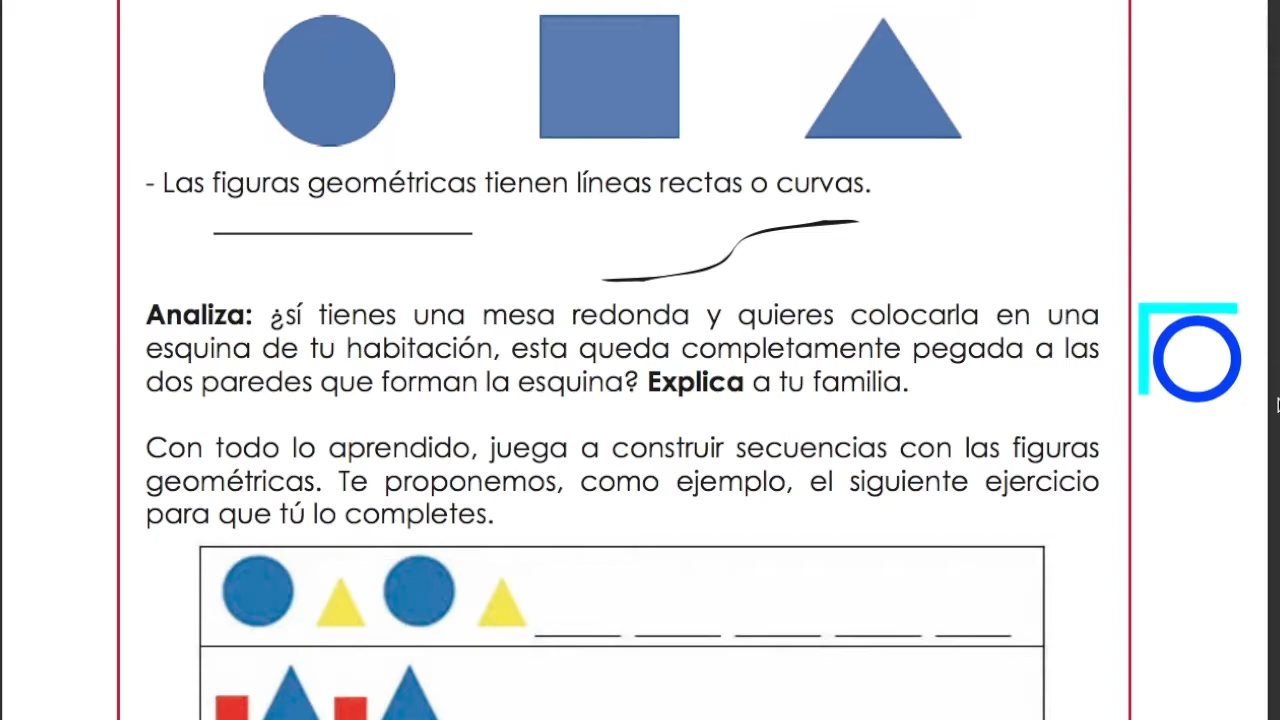 - Las figuras geométricas tienen líneas rectas o curvas.
Analiza: ¿sí tienes una mesa redonda y quieres colocarla en una
esquina de tu habitación, esta queda completamente pegada a las
dos paredes que forman la esquina? Explica a tu familia.
Con todo lo aprendido, juega a construir secuencias con las figuras
geométricas. Te proponemos, como ejemplo, el siguiente ejercicio
para que tú lo completes.